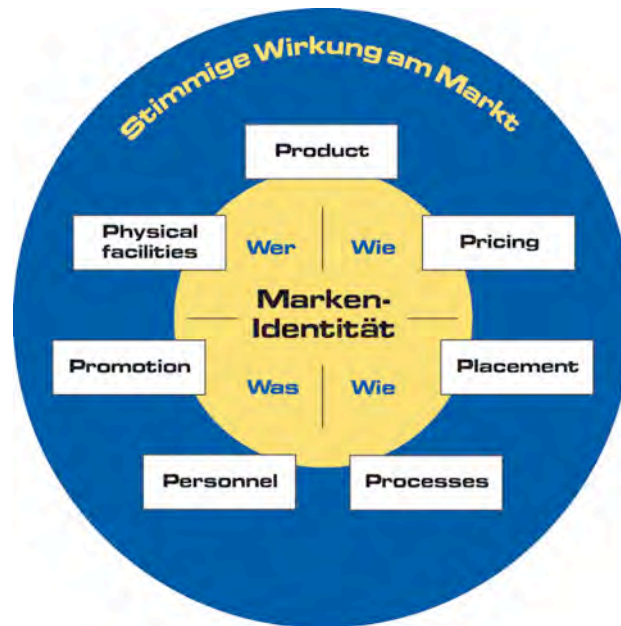 Stimmige Wirkung am Markt
Product
Physical
facilities
Wer
Wie
Pricing
Marken-
Identität
Promotion
Was
Wie
Placement
Personnel
Processes